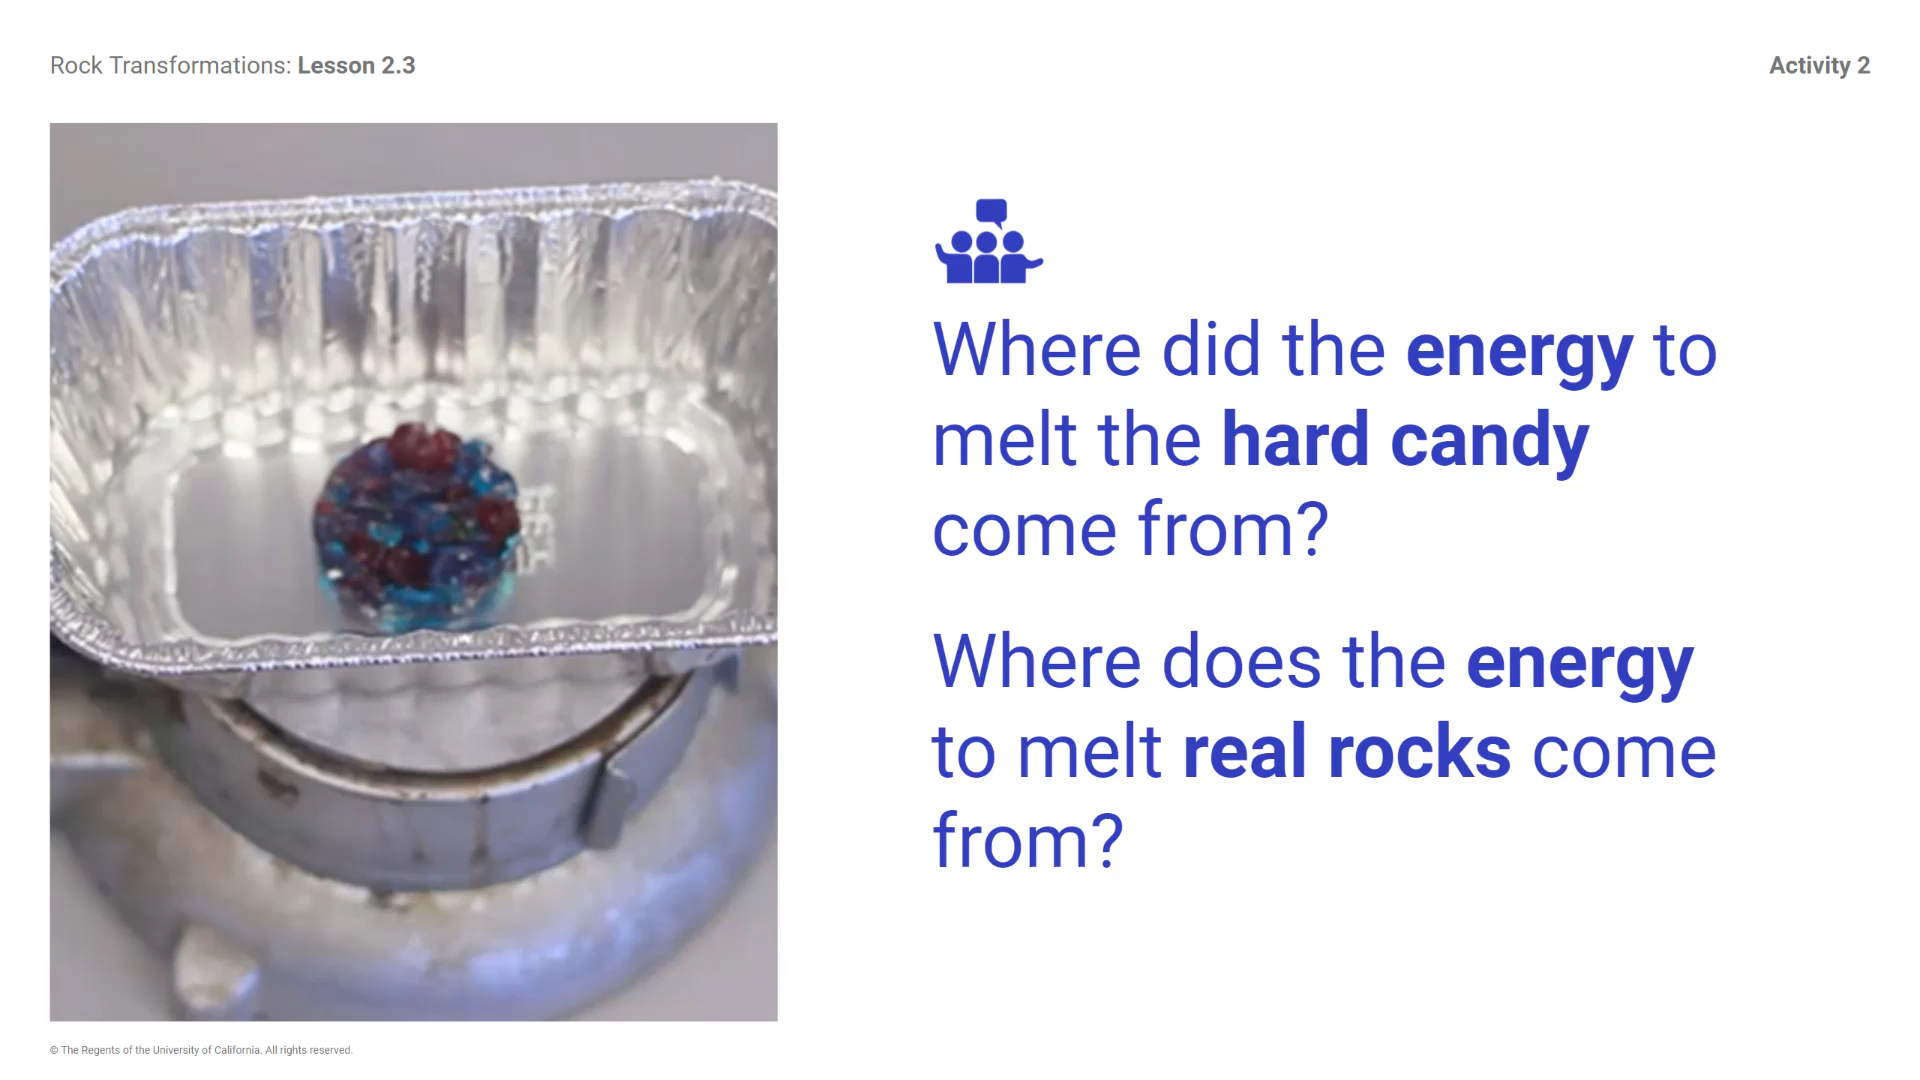 Rock Transformations: Lesson 2.3
Activity 2
Where did the energy to
melt the hard candy
come from?
Where does the energy
to melt real rocks come
from?
© The Regents of the University of California. All rights reserved.